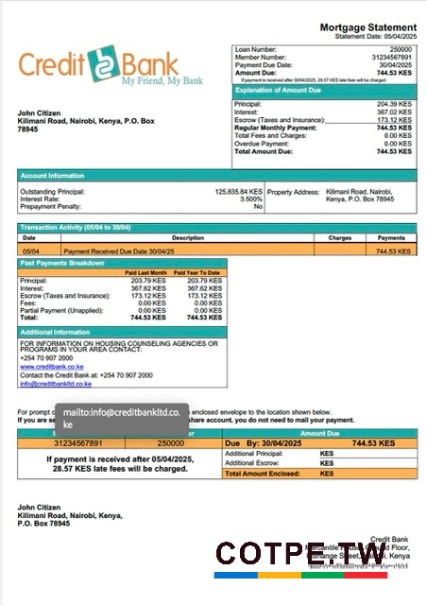 Mortgage Statement
Statement Date: 05/04/2025
Credit Bank
My Friend, My Bank
Loan Number: 250000
Member Number: 31234567891
Payment Due Date: 30/04/2025
Amount Due: 744.53 KES
If payment is received after 30/04/2025, 28.57 KES late fees will be charged.
John Citizen
Kilimani Road, Nairobi, Kenya, P.O. Box
78945
Explanation of Amount Due
Principal: 204.39 KES
Interest: 367.02 KES
Escrow (Taxes and Insurance): 173.12 KES
Regular Monthly Payment: 744.53 KES
Total Fees and Charges: 0.00 KES
Overdue Payment: 0.00 KES
Total Amount Due: 744.53 KES
Account Information
Outstanding Principal: 125,835.84 KES
Interest Rate: 3.500%
Prepayment Penalty: No
Property Address: Kilimani Road, Nairobi,
Kenya, P.O. Box 78945
Transaction Activity (05/04 to 30/04)
Date Description Charges Payments
05/04 Payment Received Due Date 30/04/25 744.53 KES
Past Payments Breakdown
Paid Last Month Paid Year To Date
Principal: 203.79 KES 203.79 KES
Interest: 367.62 KES 367.62 KES
Escrow (Taxes and Insurance): 173.12 KES 173.12 KES
Fees: 0.00 KES 0.00 KES
Partial Payment (Unapplied): 0.00 KES 0.00 KES
Total: 744.53 KES 744.53 KES
Additional Information
FOR INFORMATION ON HOUSING COUNSELING AGENCIES OR
PROGRAMS IN YOUR AREA CONTACT:
+254 70 907 2000
www.creditbank.co.ke
Contact the Credit Bank at: +254 70 907 2000
info@creditbankltd.co.ke
mailto:info@creditbankltd.co.
ke
For prompt enclosed envelope to the location shown below.
If you are share account, you do not need to mail your payment.
Amount Due
31234567891 250000
Due By: 30/04/2025 744.53 KES
If payment is received after 05/04/2025,
28.57 KES late fees will be charged.
Additional Principal: KES
Additional Escrow: KES
Total Amount Enclosed: KES
John Citizen
Kilimani Road, Nairobi, Kenya,
P.O. Box 78945
Credit Bank
Floor,
Kenya
COTPE.TW